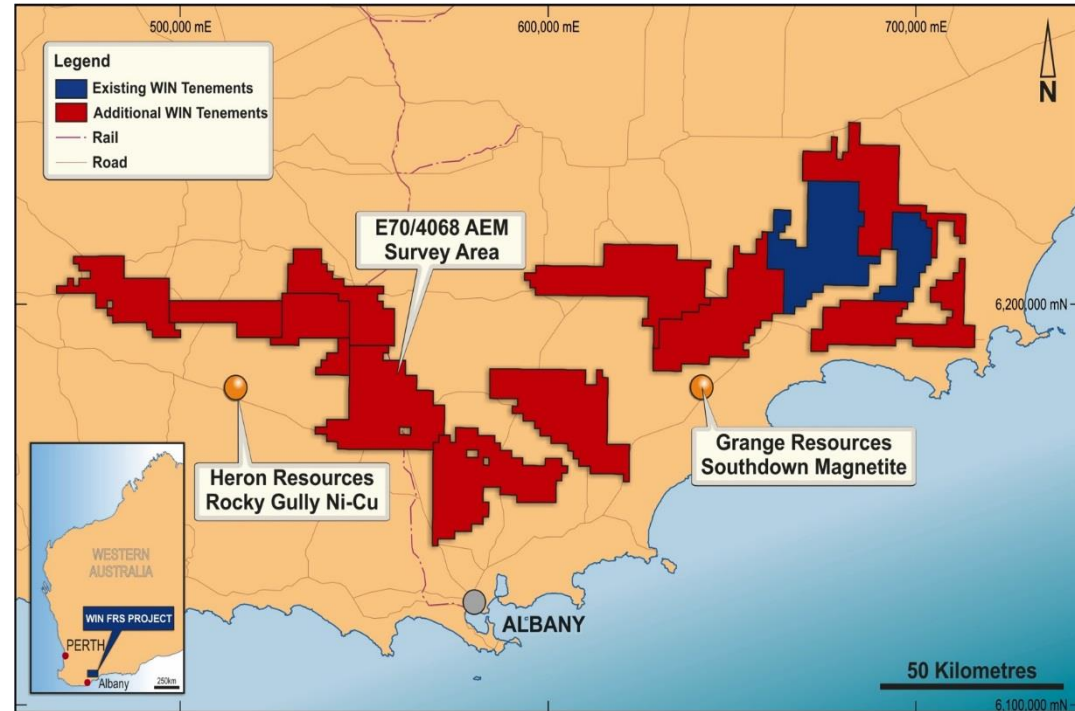 500,000 mE
600,000 mE
700,000 mE
Legend
Existing WIN Tenements
Additional WIN Tenements
Rail
Road
N
E70/4068 AEM
Survey Area
6,200,000 mN
Heron Resources
Rocky Gully Ni-Cu
Grange Resources
Southdown Magnetite
WESTERN
AUSTRALIA
WIN FRS PROJECT
PERTH
Albany
250km
ALBANY
50 Kilometres
6,100,000 mN